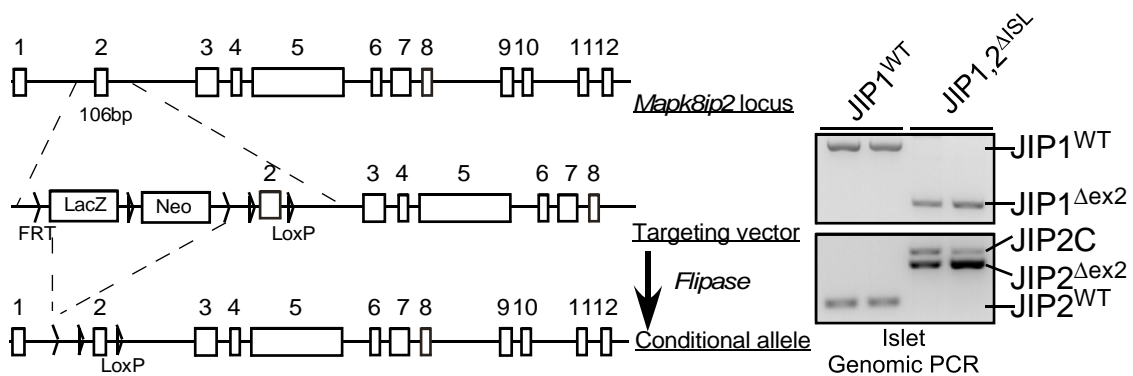 1 2 3 4 5 6 7 8 9 10 11 12
106bp
Mapk8ip2 locus
2 3 4 5 6 7 8
LacZ Neo
FRT LoxP
Targeting vector
Flipase
1 2 3 4 5 6 7 8 9 10 11 12
LoxP
Conditional allele
JIP1WT JIP1,2ΔISL
JIP1WT
JIP1Δex2
JIP2C
JIP2Δex2
JIP2WT
Islet
Genomic PCR